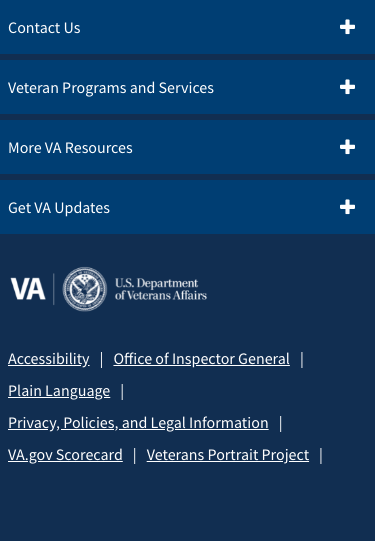 Contact Us
Veteran Programs and Services
More VA Resources
Get VA Updates
VA
U.S. Department
of Veterans Affairs
Accessibility | Office of Inspector General |
Plain Language |
Privacy, Policies, and Legal Information |
VA.gov Scorecard | Veterans Portrait Project |